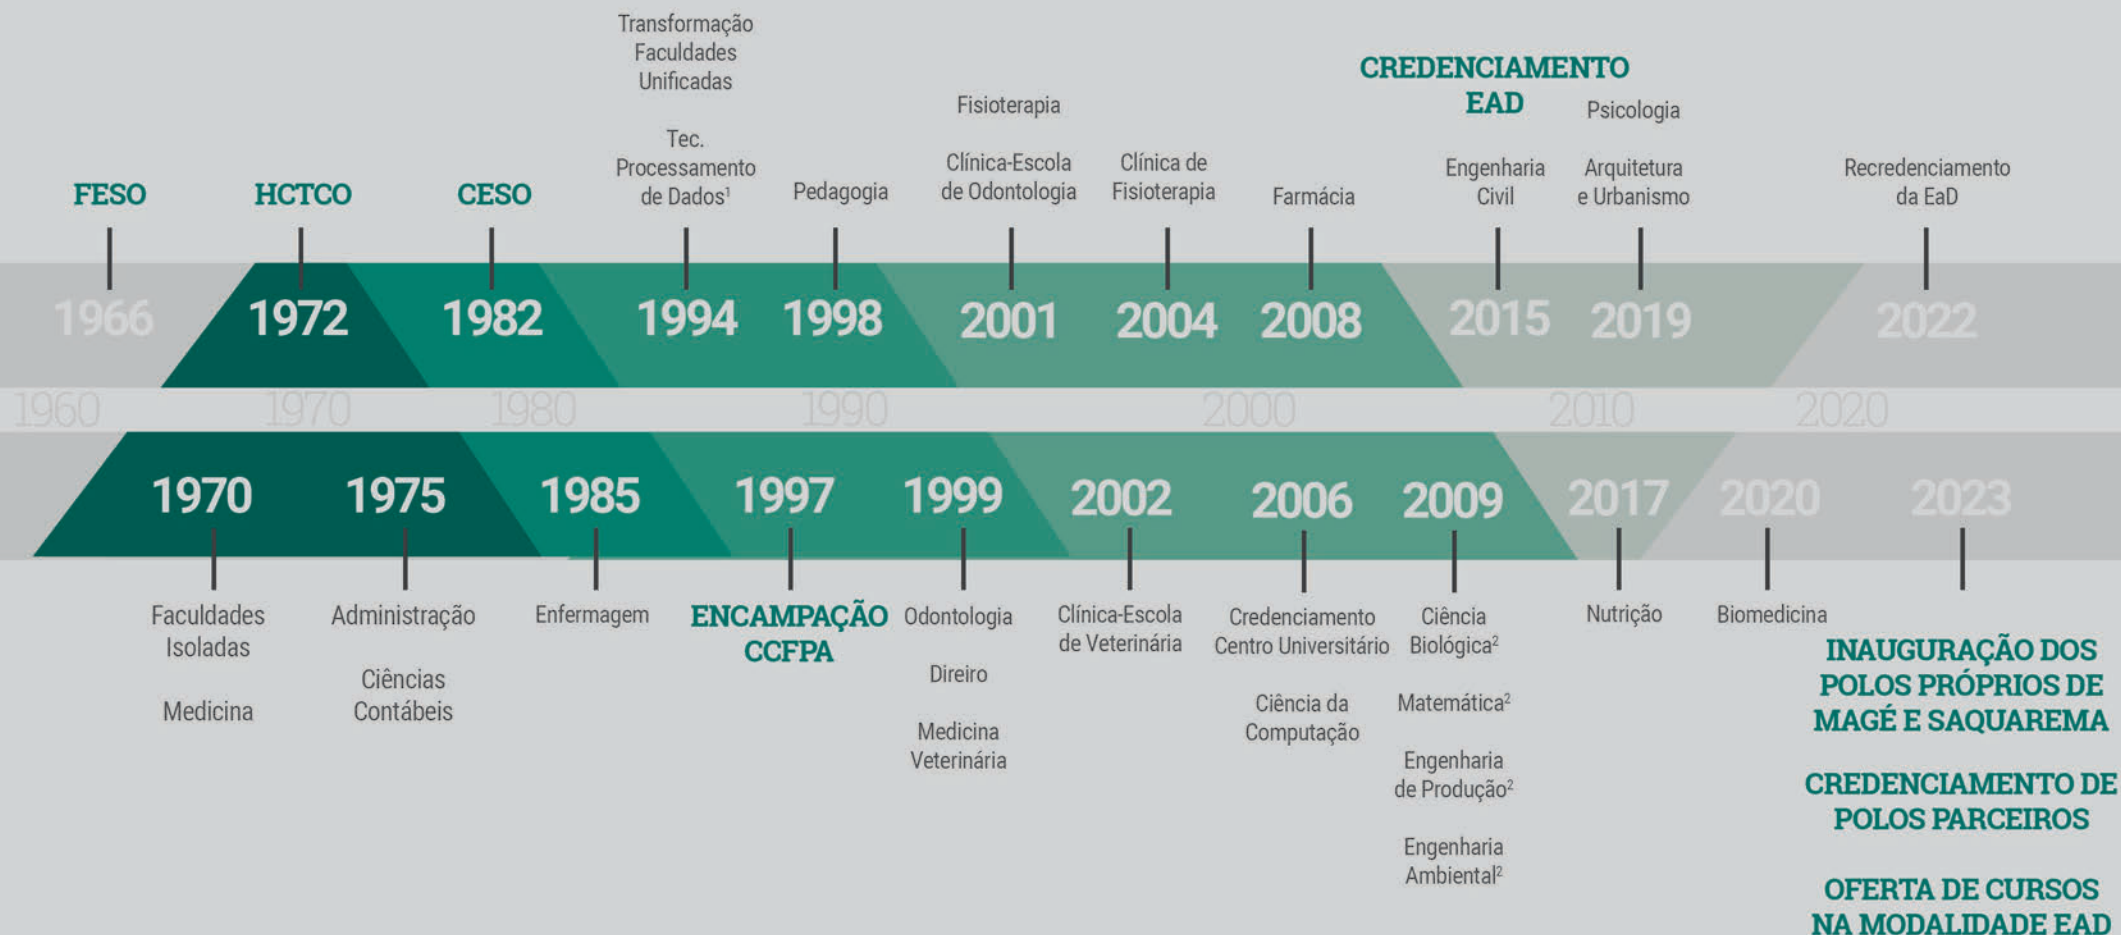 Transformação
Faculdades
Unificadas
Tec.
Processamento
de Dados¹
Fisioterapia
Clínica-Escola
de Odontologia
CREDENCIAMENTO
EAD
Psicologia
FESO
HCTCO
CESO
Pedagogia
Clínica de
Fisioterapia
Farmácia
Engenharia
Civil
Arquitetura
e Urbanismo
Recredenciamento
da EaD
1966 1972 1982 1994 1998 2001 2004 2008 2015 2019 2022
1960 1970 1980 1990 2000 2010 2020
1970 1975 1985 1997 1999 2002 2006 2009 2017 2020 2023
Faculdades
Isoladas
Medicina
Administração
Ciências
Contábeis
Enfermagem
ENCAMPAÇÃO
CCFPA
Odontologia
Direiro
Medicina
Veterinária
Clínica-Escola
de Veterinária
Credenciamento
Centro Universitário
Ciência da
Computação
Ciência
Biológica²
Matemática²
Engenharia
de Produção²
Engenharia
Ambiental²
Nutrição
Biomedicina
INAUGURAÇÃO DOS
POLOS PRÓPRIOS DE
MAGÉ E SAQUAREMA
CREDENCIAMENTO DE
POLOS PARCEIROS
OFERTA DE CURSOS
NA MODALIDADE EAD